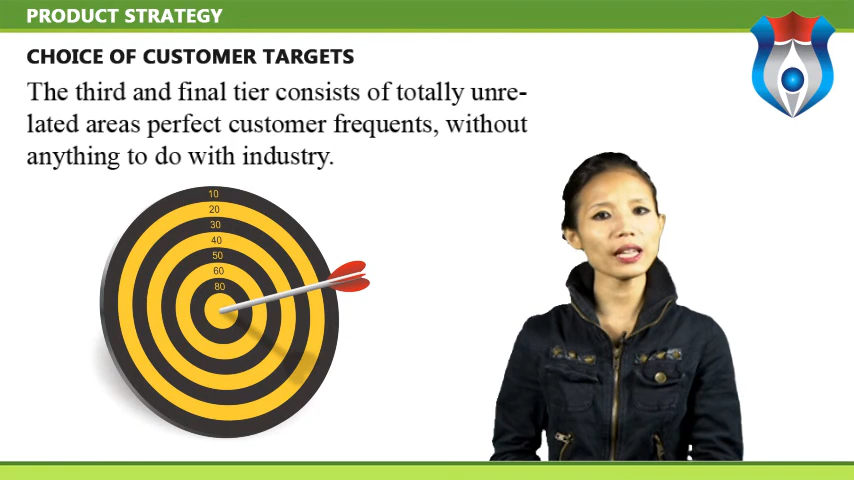 PRODUCT STRATEGY
CHOICE OF CUSTOMER TARGETS
The third and final tier consists of totally unre-
lated areas perfect customer frequents, without
anything to do with industry.
10
20
30
40
50
60
80